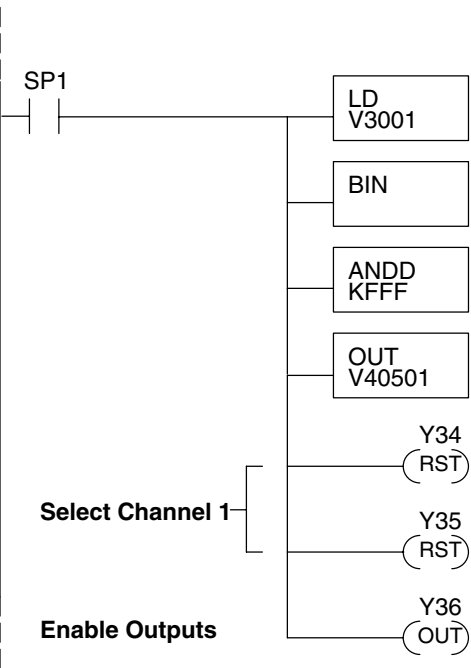 SP1
LD
V3001
BIN
ANDD
KFFF
OUT
V40501
Y34
RST
Select Channel 1
Y35
RST
Y36
Enable Outputs
OUT